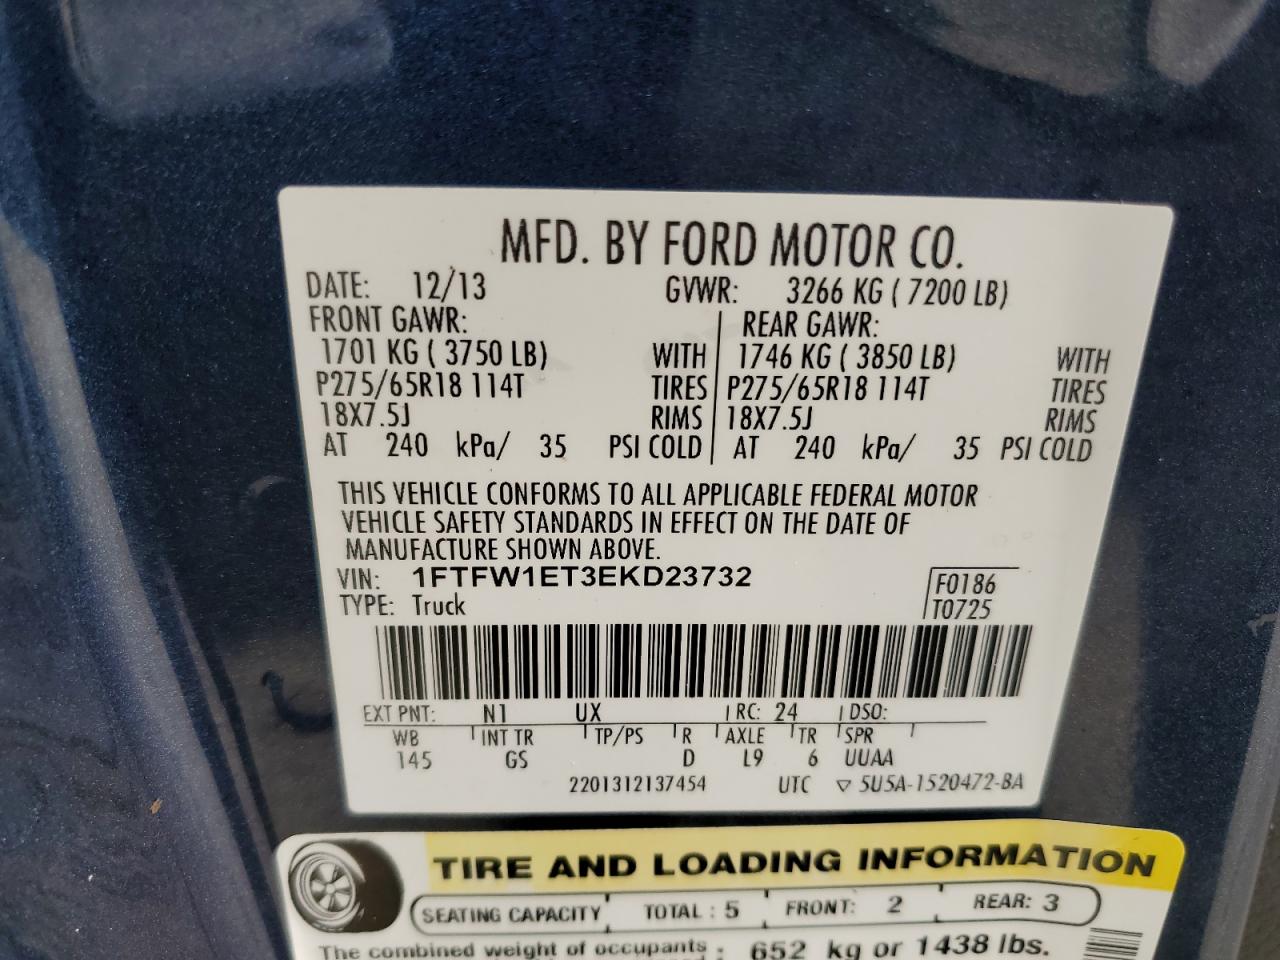 MFD. BY FORD MOTOR CO.
DATE: 12/13 GVWR: 3266 KG ( 7200 LB)
FRONT GAWR: REAR GAWR:
1701 KG ( 3750 LB) WITH 1746 KG ( 3850 LB) WITH
P275/65R18 114T TIRES P275/65R18 114T TIRES
18X7.5J RIMS 18X7.5J RIMS
AT 240 kPa/ 35 PSI COLD AT 240 kPa/ 35 PSI COLD
THIS VEHICLE CONFORMS TO ALL APPLICABLE FEDERAL MOTOR
VEHICLE SAFETY STANDARDS IN EFFECT ON THE DATE OF
MANUFACTURE SHOWN ABOVE.
VIN: 1FTFW1ET3EKD23732 F0186
TYPE: Truck T0725
EXT PNT: N1 UX RC: 24 DSO:
WB INT TR TP/PS R AXLE TR SPR
145 GS D L9 6 UUAA
2201312137454 UTC ▽ 5U5A-1520472-BA
TIRE AND LOADING INFORMATION
SEATING CAPACITY TOTAL : 5 FRONT: 2 REAR: 3
The combined weight of occupants : 652 kg or 1438 lbs.